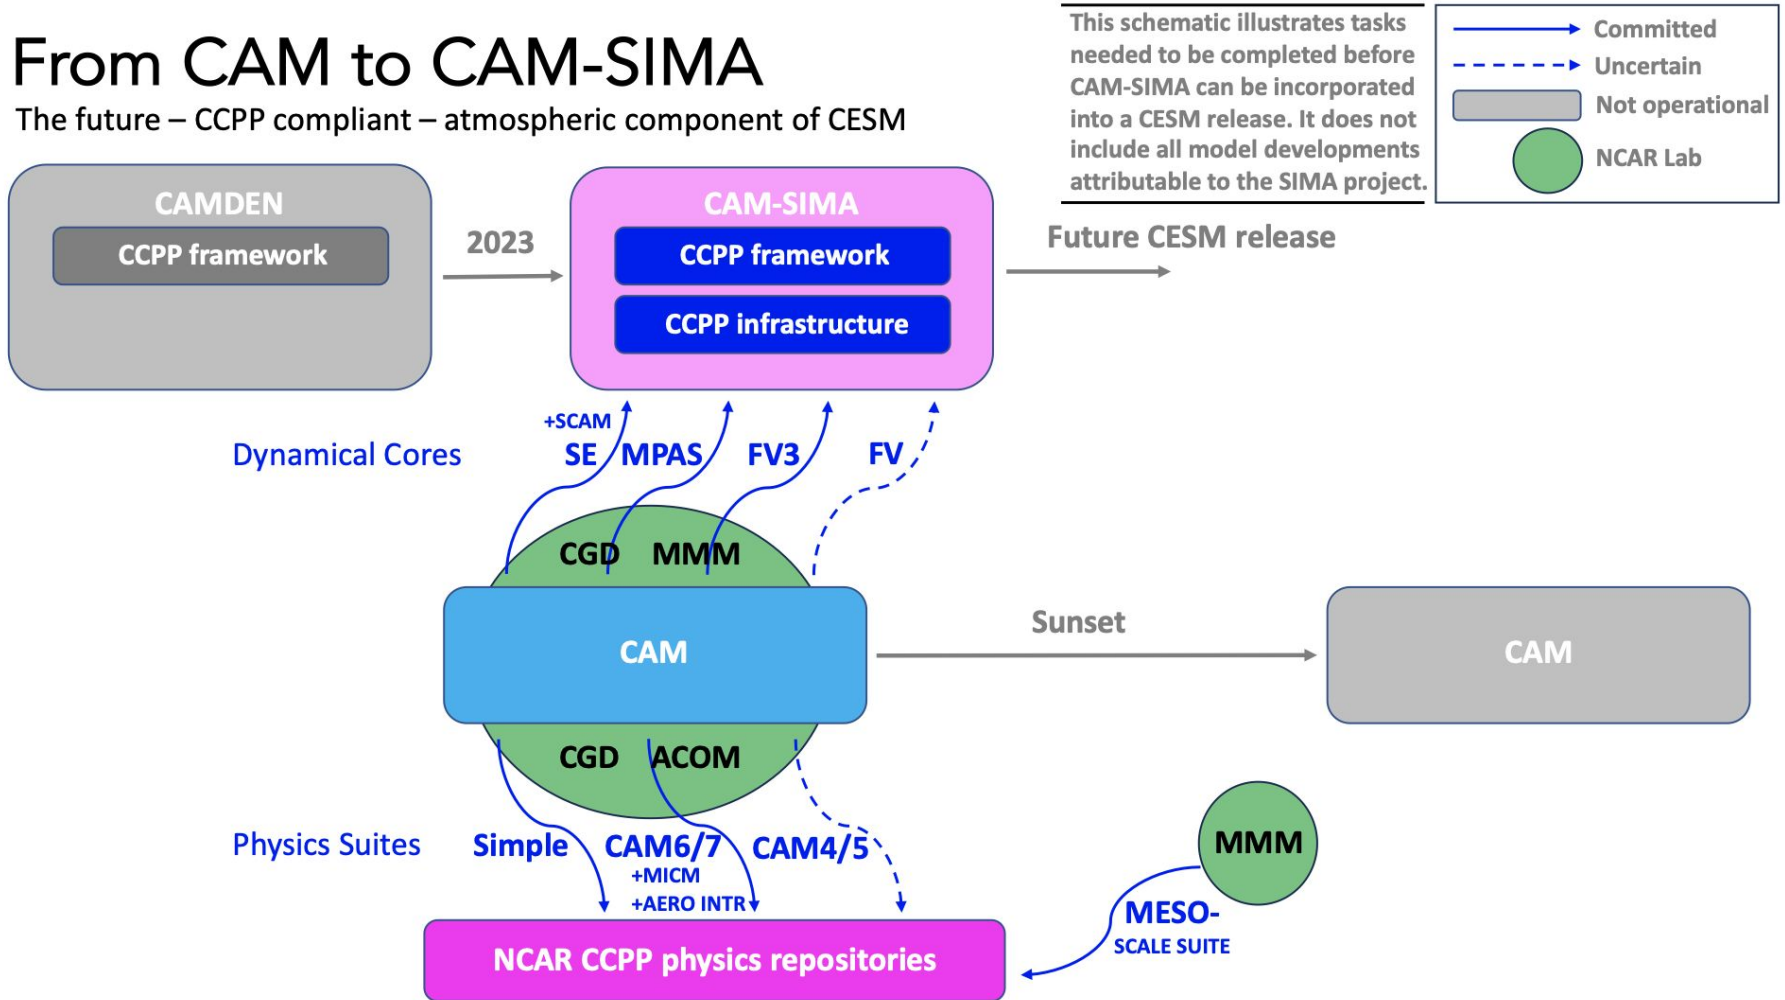 From CAM to CAM-SIMA
The future – CCPP compliant – atmospheric component of CESM
This schematic illustrates tasks
needed to be completed before
CAM-SIMA can be incorporated
into a CESM release. It does not
include all model developments
attributable to the SIMA project.
Committed
Uncertain
Not operational
NCAR Lab
CAMDEN
CCPP framework
2023
CAM-SIMA
CCPP framework
CCPP infrastructure
Future CESM release
Dynamical Cores
+SCAM
SE
MPAS
FV3
FV
CGD
MMM
CAM
Sunset
CAM
CGD
ACOM
Physics Suites
Simple
CAM6/7
+MICM
+AERO INTR
CAM4/5
MMM
MESO-
SCALE SUITE
NCAR CCPP physics repositories